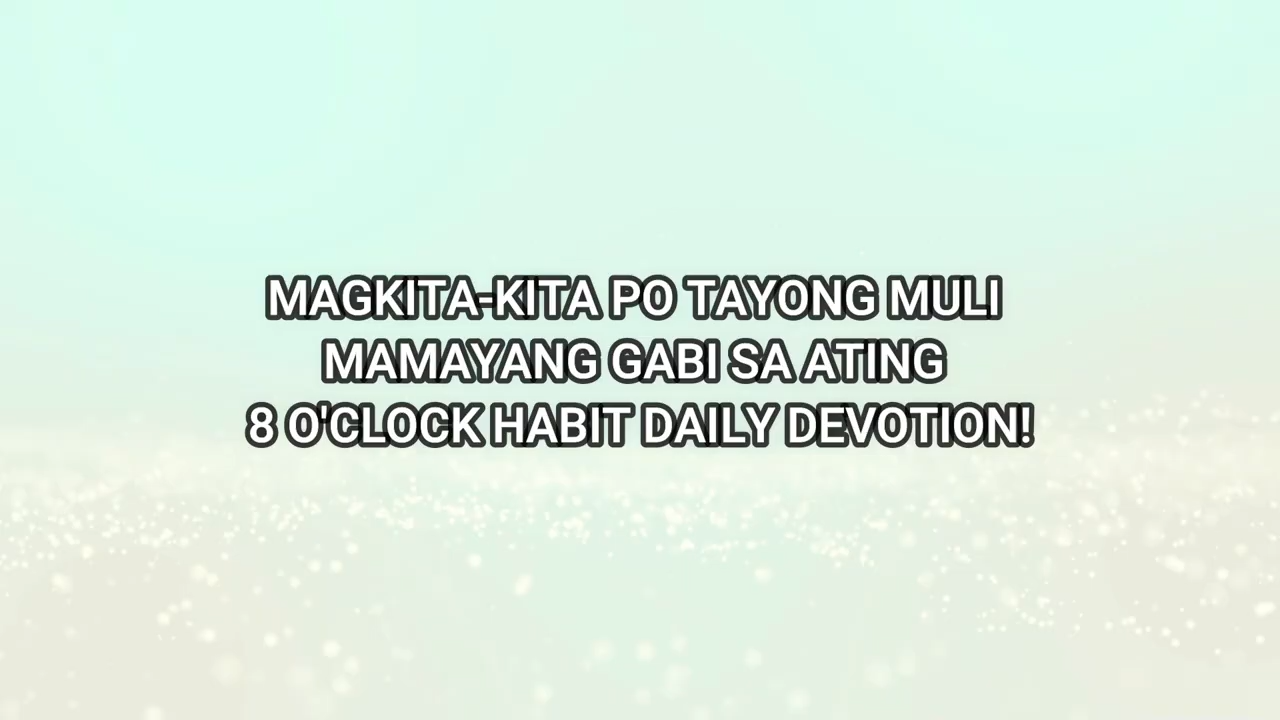 MAGKITA-KITA PO TAYONG MULI
MAMAYANG GABI SA ATING
8 O'CLOCK HABIT DAILY DEVOTION!